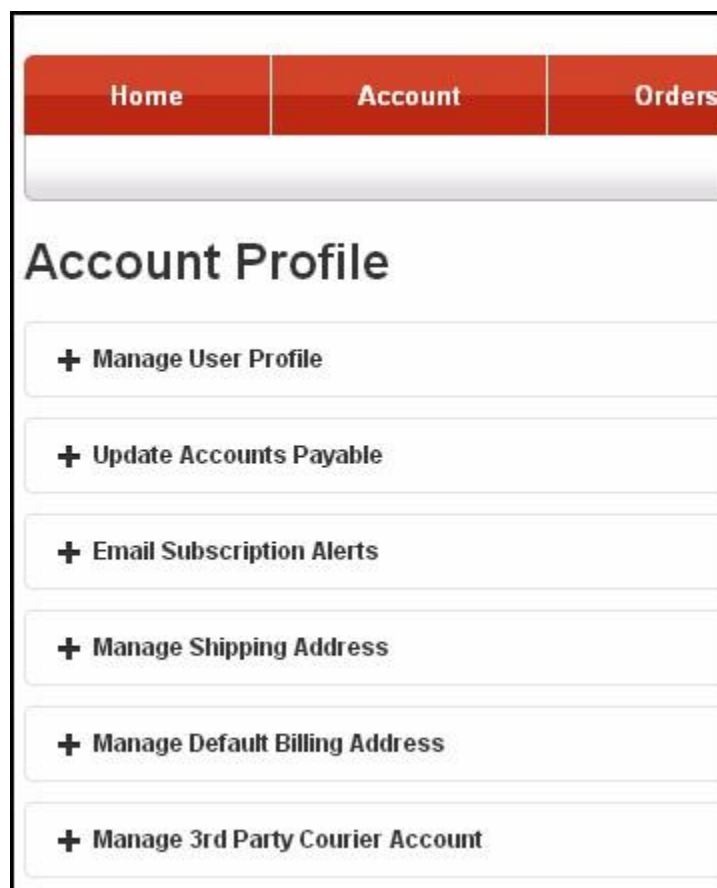 Home Account Orders
Account Profile
Manage User Profile
Update Accounts Payable
Email Subscription Alerts
Manage Shipping Address
Manage Default Billing Address
Manage 3rd Party Courier Account